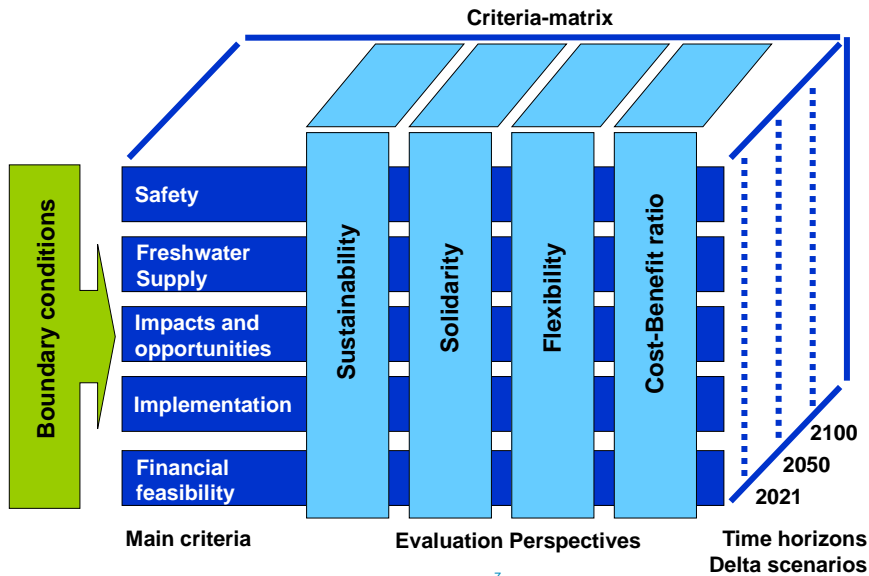 Criteria-matrix
Boundary conditions
Safety
Freshwater
Supply
Impacts and
opportunities
Implementation
Financial
feasibility
Sustainability
Solidarity
Flexibility
Cost-Benefit ratio
2100
2050
2021
Main criteria
Evaluation Perspectives
Time horizons
Delta scenarios
7